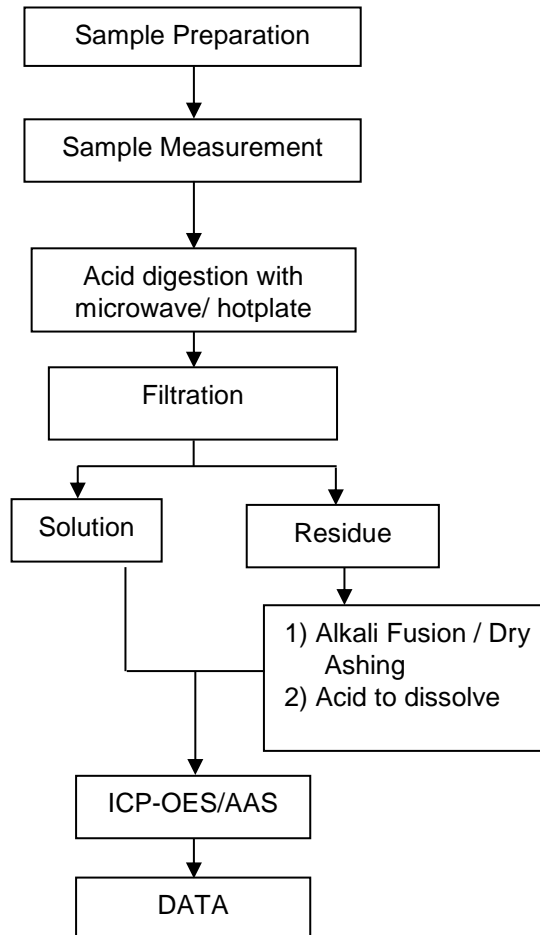 Sample Preparation
Sample Measurement
Acid digestion with
microwave/ hotplate
Filtration
Solution
Residue
1) Alkali Fusion / Dry
Ashing
2) Acid to dissolve
ICP-OES/AAS
DATA